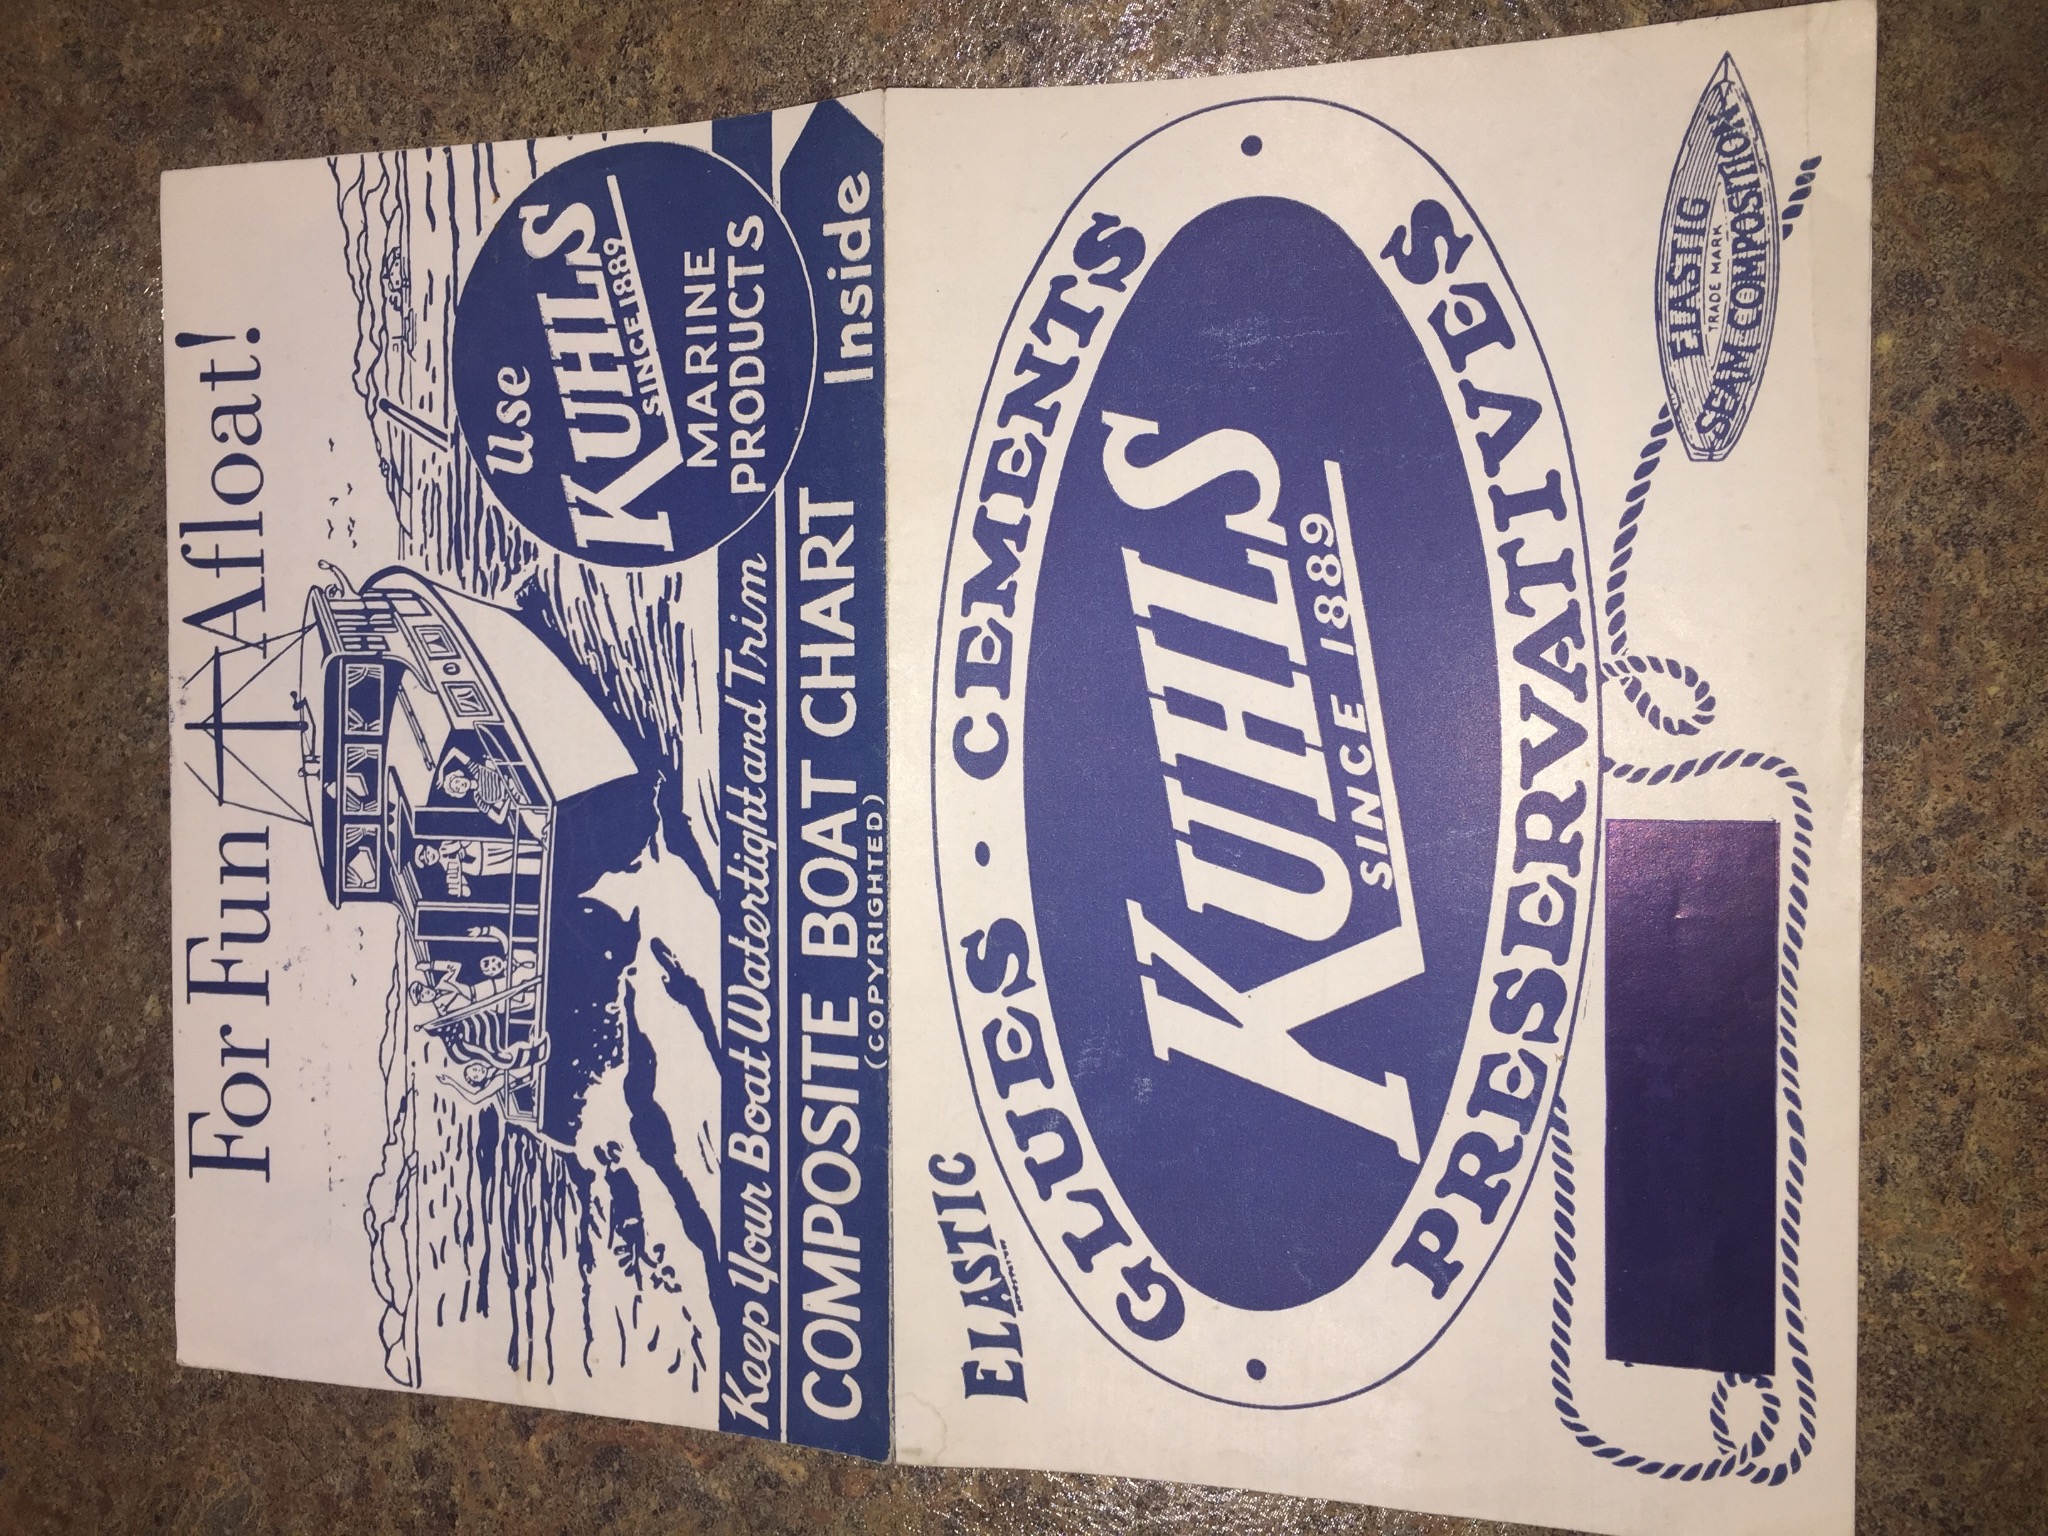 For Fun Afloat!
use
KUHLS
SINCE 1889
MARINE
PRODUCTS
Keep Your Boat Watertight and Trim
COMPOSITE BOAT CHART Inside
(COPYRIGHTED)
ELASTIC
GLUES • CEMENTS
KUHLS
SINCE 1889
PRESERVATIVES
ELASTIC
TRADE MARK
SEAM COMPOSITION